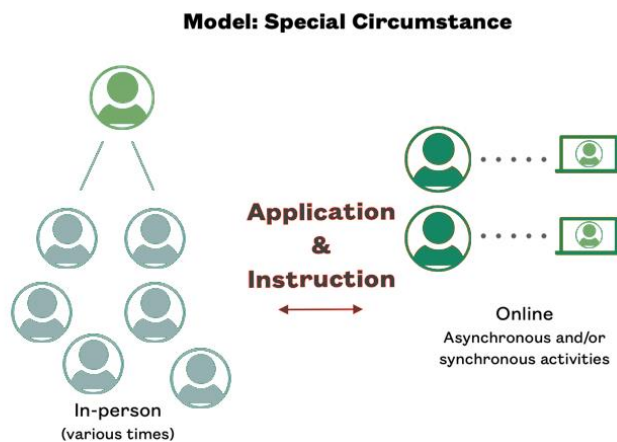 Model: Special Circumstance
Application
&
Instruction
In-person
(various times)
Online
Asynchronous and/or
synchronous activities